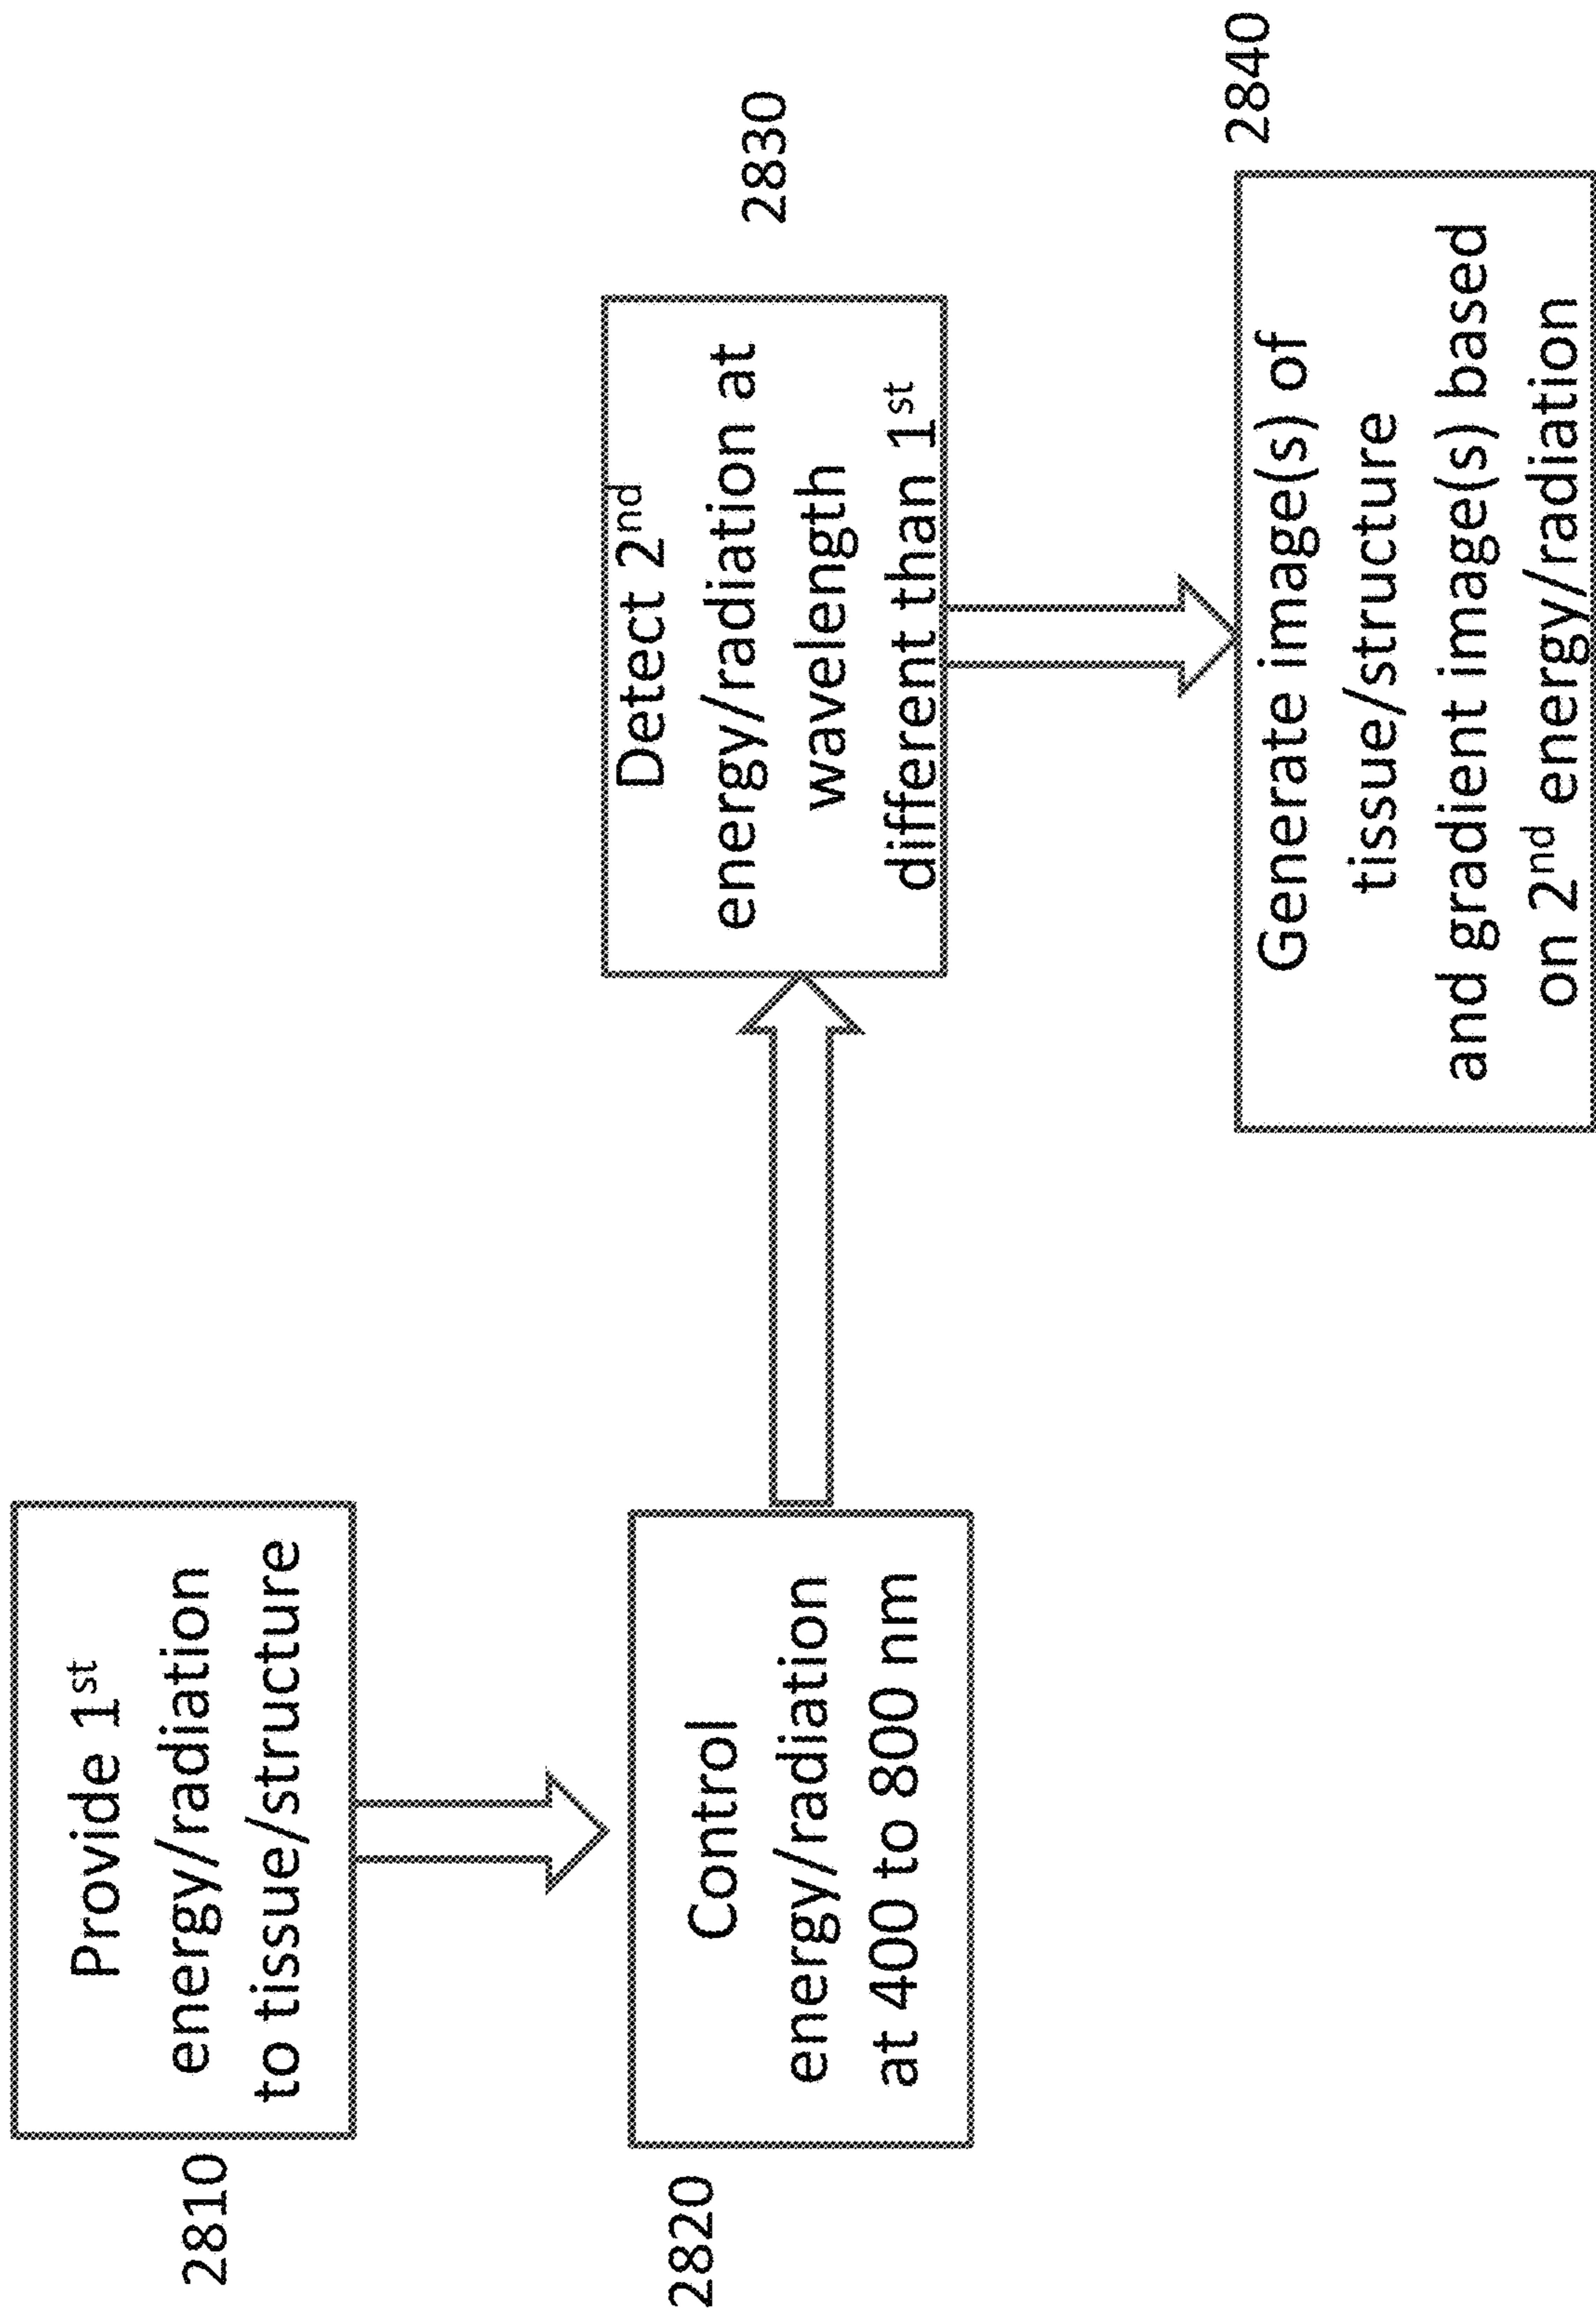 2810
Provide 1st
energy/radiation
to tissue/structure
2820
Control
energy/radiation
at 400 to 800 nm
Detect 2nd
energy/radiation at
wavelength
different than 1st
2830
Generate image(s) of
tissue/structure
and gradient image(s) based
on 2nd energy/radiation
2840